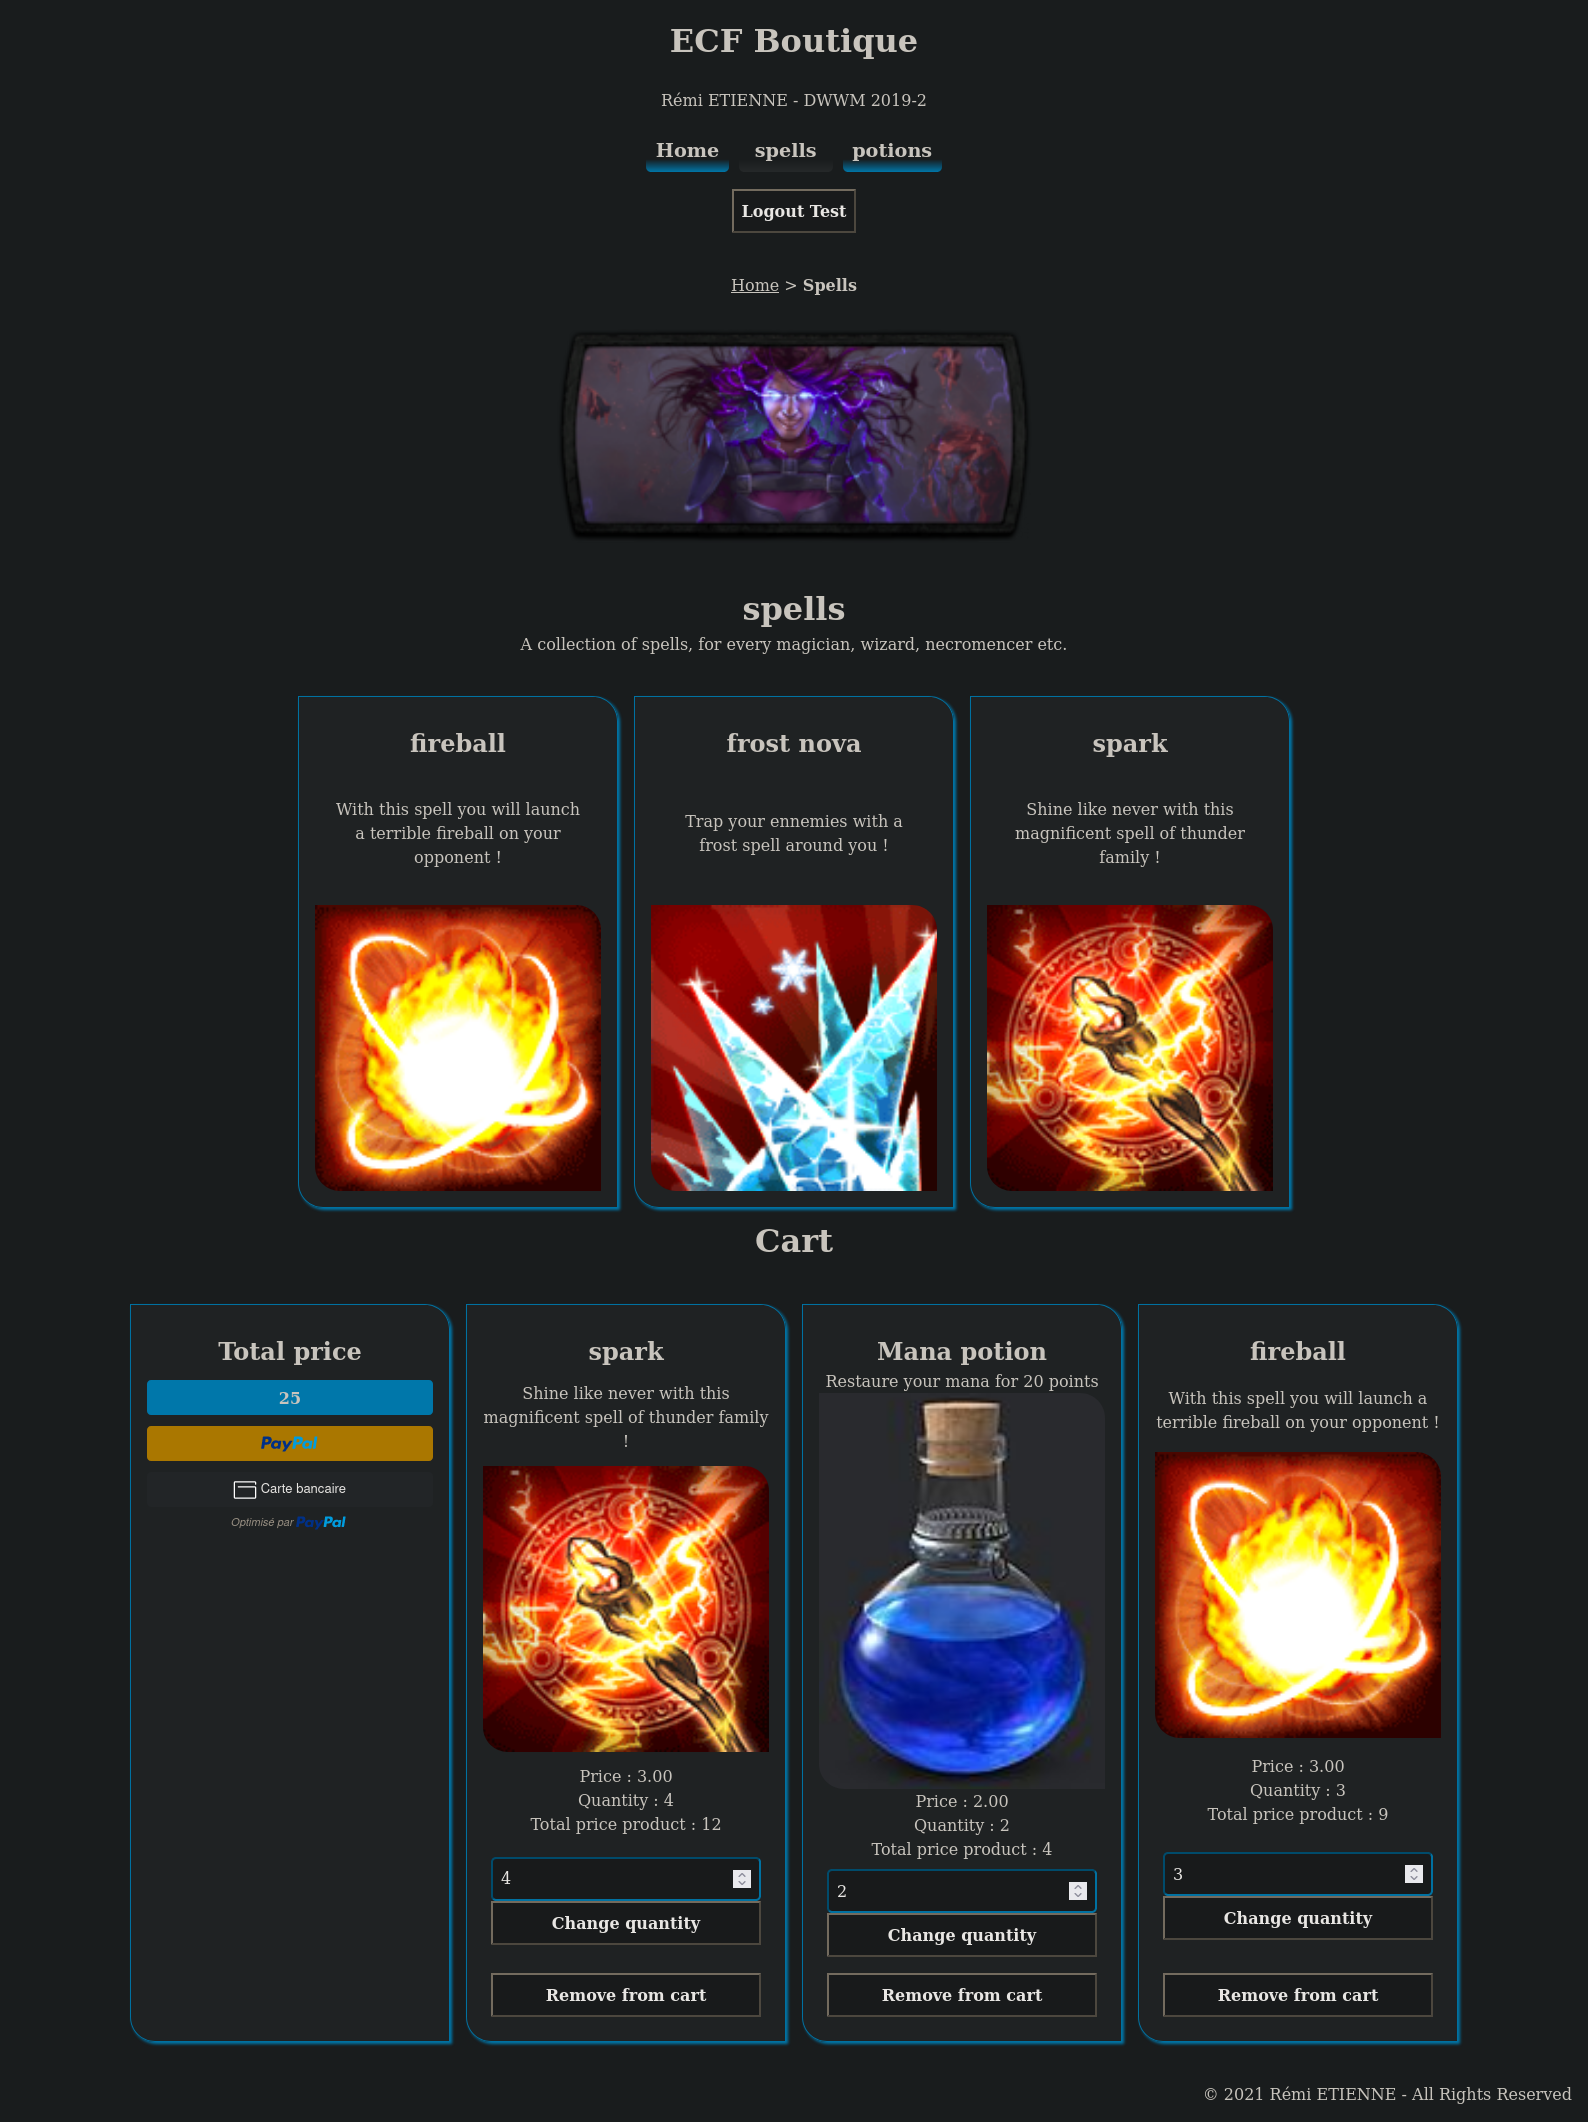 ECF Boutique
Rémi ETIENNE - DWWM 2019-2
Home spells potions
Logout Test
Home > Spells
spells
A collection of spells, for every magician, wizard, necromencer etc.
fireball
With this spell you will launch
a terrible fireball on your
opponent !
frost nova
Trap your ennemies with a
frost spell around you !
spark
Shine like never with this
magnificent spell of thunder
family !
Cart
Total price
25
PayPal
Carte bancaire
Optimisé par PayPal
spark
Shine like never with this
magnificent spell of thunder family
!
Price : 3.00
Quantity : 4
Total price product : 12
4
Change quantity
Remove from cart
Mana potion
Restaure your mana for 20 points
Price : 2.00
Quantity : 2
Total price product : 4
2
Change quantity
Remove from cart
fireball
With this spell you will launch a
terrible fireball on your opponent !
Price : 3.00
Quantity : 3
Total price product : 9
3
Change quantity
Remove from cart
© 2021 Rémi ETIENNE - All Rights Reserved